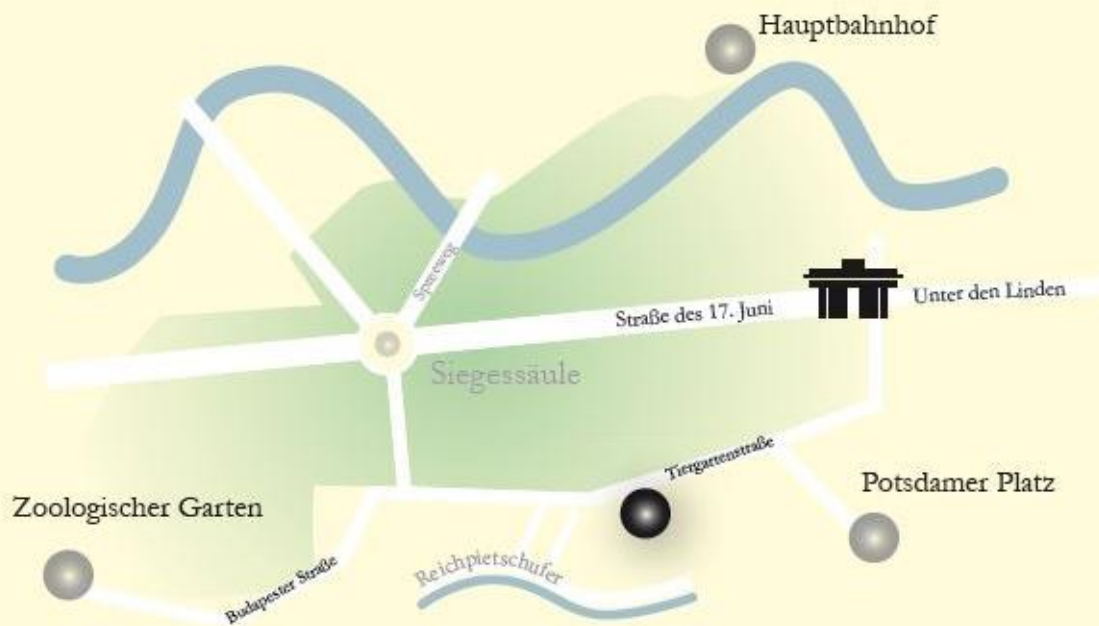 Hauptbahnhof
Spreeweg
Straße des 17. Juni
Unter den Linden
Siegessäule
Tiergartenstraße
Zoologischer Garten
Potsdamer Platz
Reichpietschufer
Budapester Straße